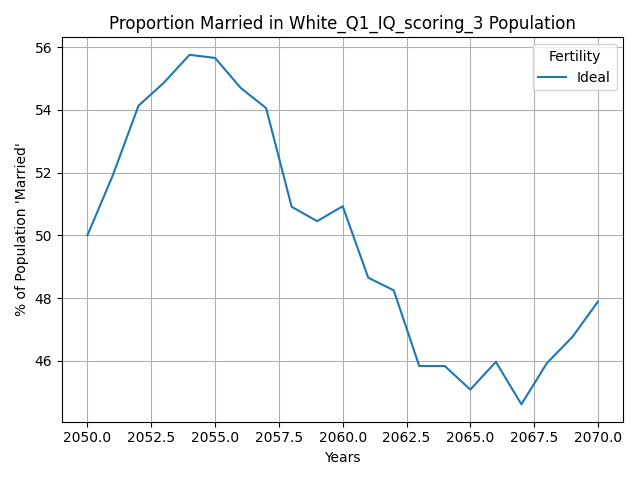 Proportion Married in White_Q1_IQ_scoring_3 Population
Fertility
Ideal
% of Population 'Married'
56
54
52
50
48
46
2050.0 2052.5 2055.0 2057.5 2060.0 2062.5 2065.0 2067.5 2070.0
Years